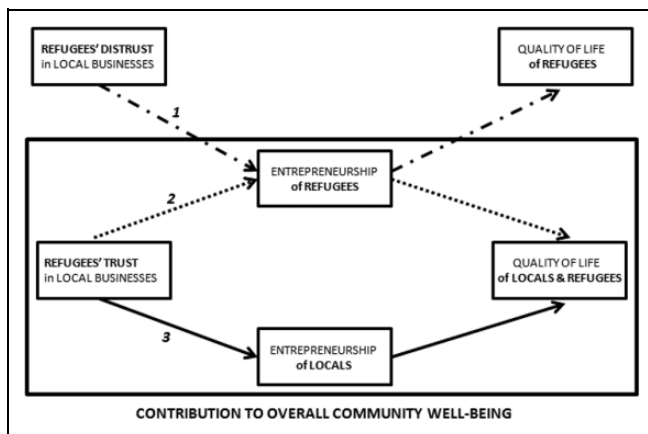 REFUGEES' DISTRUST
in LOCAL BUSINESSES
QUALITY OF LIFE
of REFUGEES
1
ENTREPRENEURSHIP
of REFUGEES
2
REFUGEES' TRUST
in LOCAL BUSINESSES
QUALITY OF LIFE
of LOCALS & REFUGEES
3
ENTREPRENEURSHIP
of LOCALS
CONTRIBUTION TO OVERALL COMMUNITY WELL-BEING